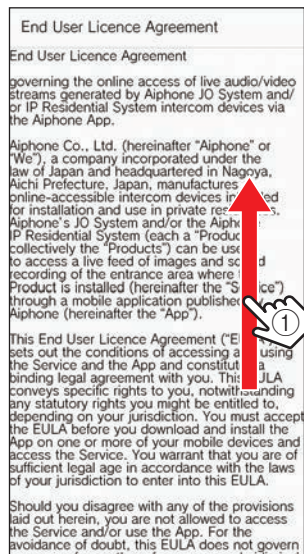 End User Licence Agreement
End User Licence Agreement
governing the online access of live audio/video
streams generated by Aiphone JO System and/
or IP Residential System intercom devices via
the Aiphone App.
Aiphone Co., Ltd. (hereinafter "Aiphone" or
"We"), a company incorporated under the
law of Japan and headquartered in Nagoya,
Aichi Prefecture, Japan, manufactures
online-accessible intercom devices
for installation and use in private
Aiphone's JO System and/or the
IP Residential System (each a
collectively the "Products") can be
to access a live feed of images and
recording of the entrance area where
Product is installed (hereinafter the
through a mobile application published
Aiphone (hereinafter the "App").
1
This End User Licence Agreement
sets out the conditions of accessing using
the Service and the App and a
binding legal agreement with you.
conveys specific rights to you, notwithstanding
any statutory rights you might be entitled to,
depending on your jurisdiction. You must accept
the EULA before you download and install the
App on one or more of your mobile devices and
access the Service. You warrant that you are of
sufficient legal age in accordance with the laws
of your jurisdiction to enter into this EULA.
Should you disagree with any of the provisions
laid out herein, you are not allowed to access
the Service and/or use the App. For the
avoidance of doubt, this EULA does not govern